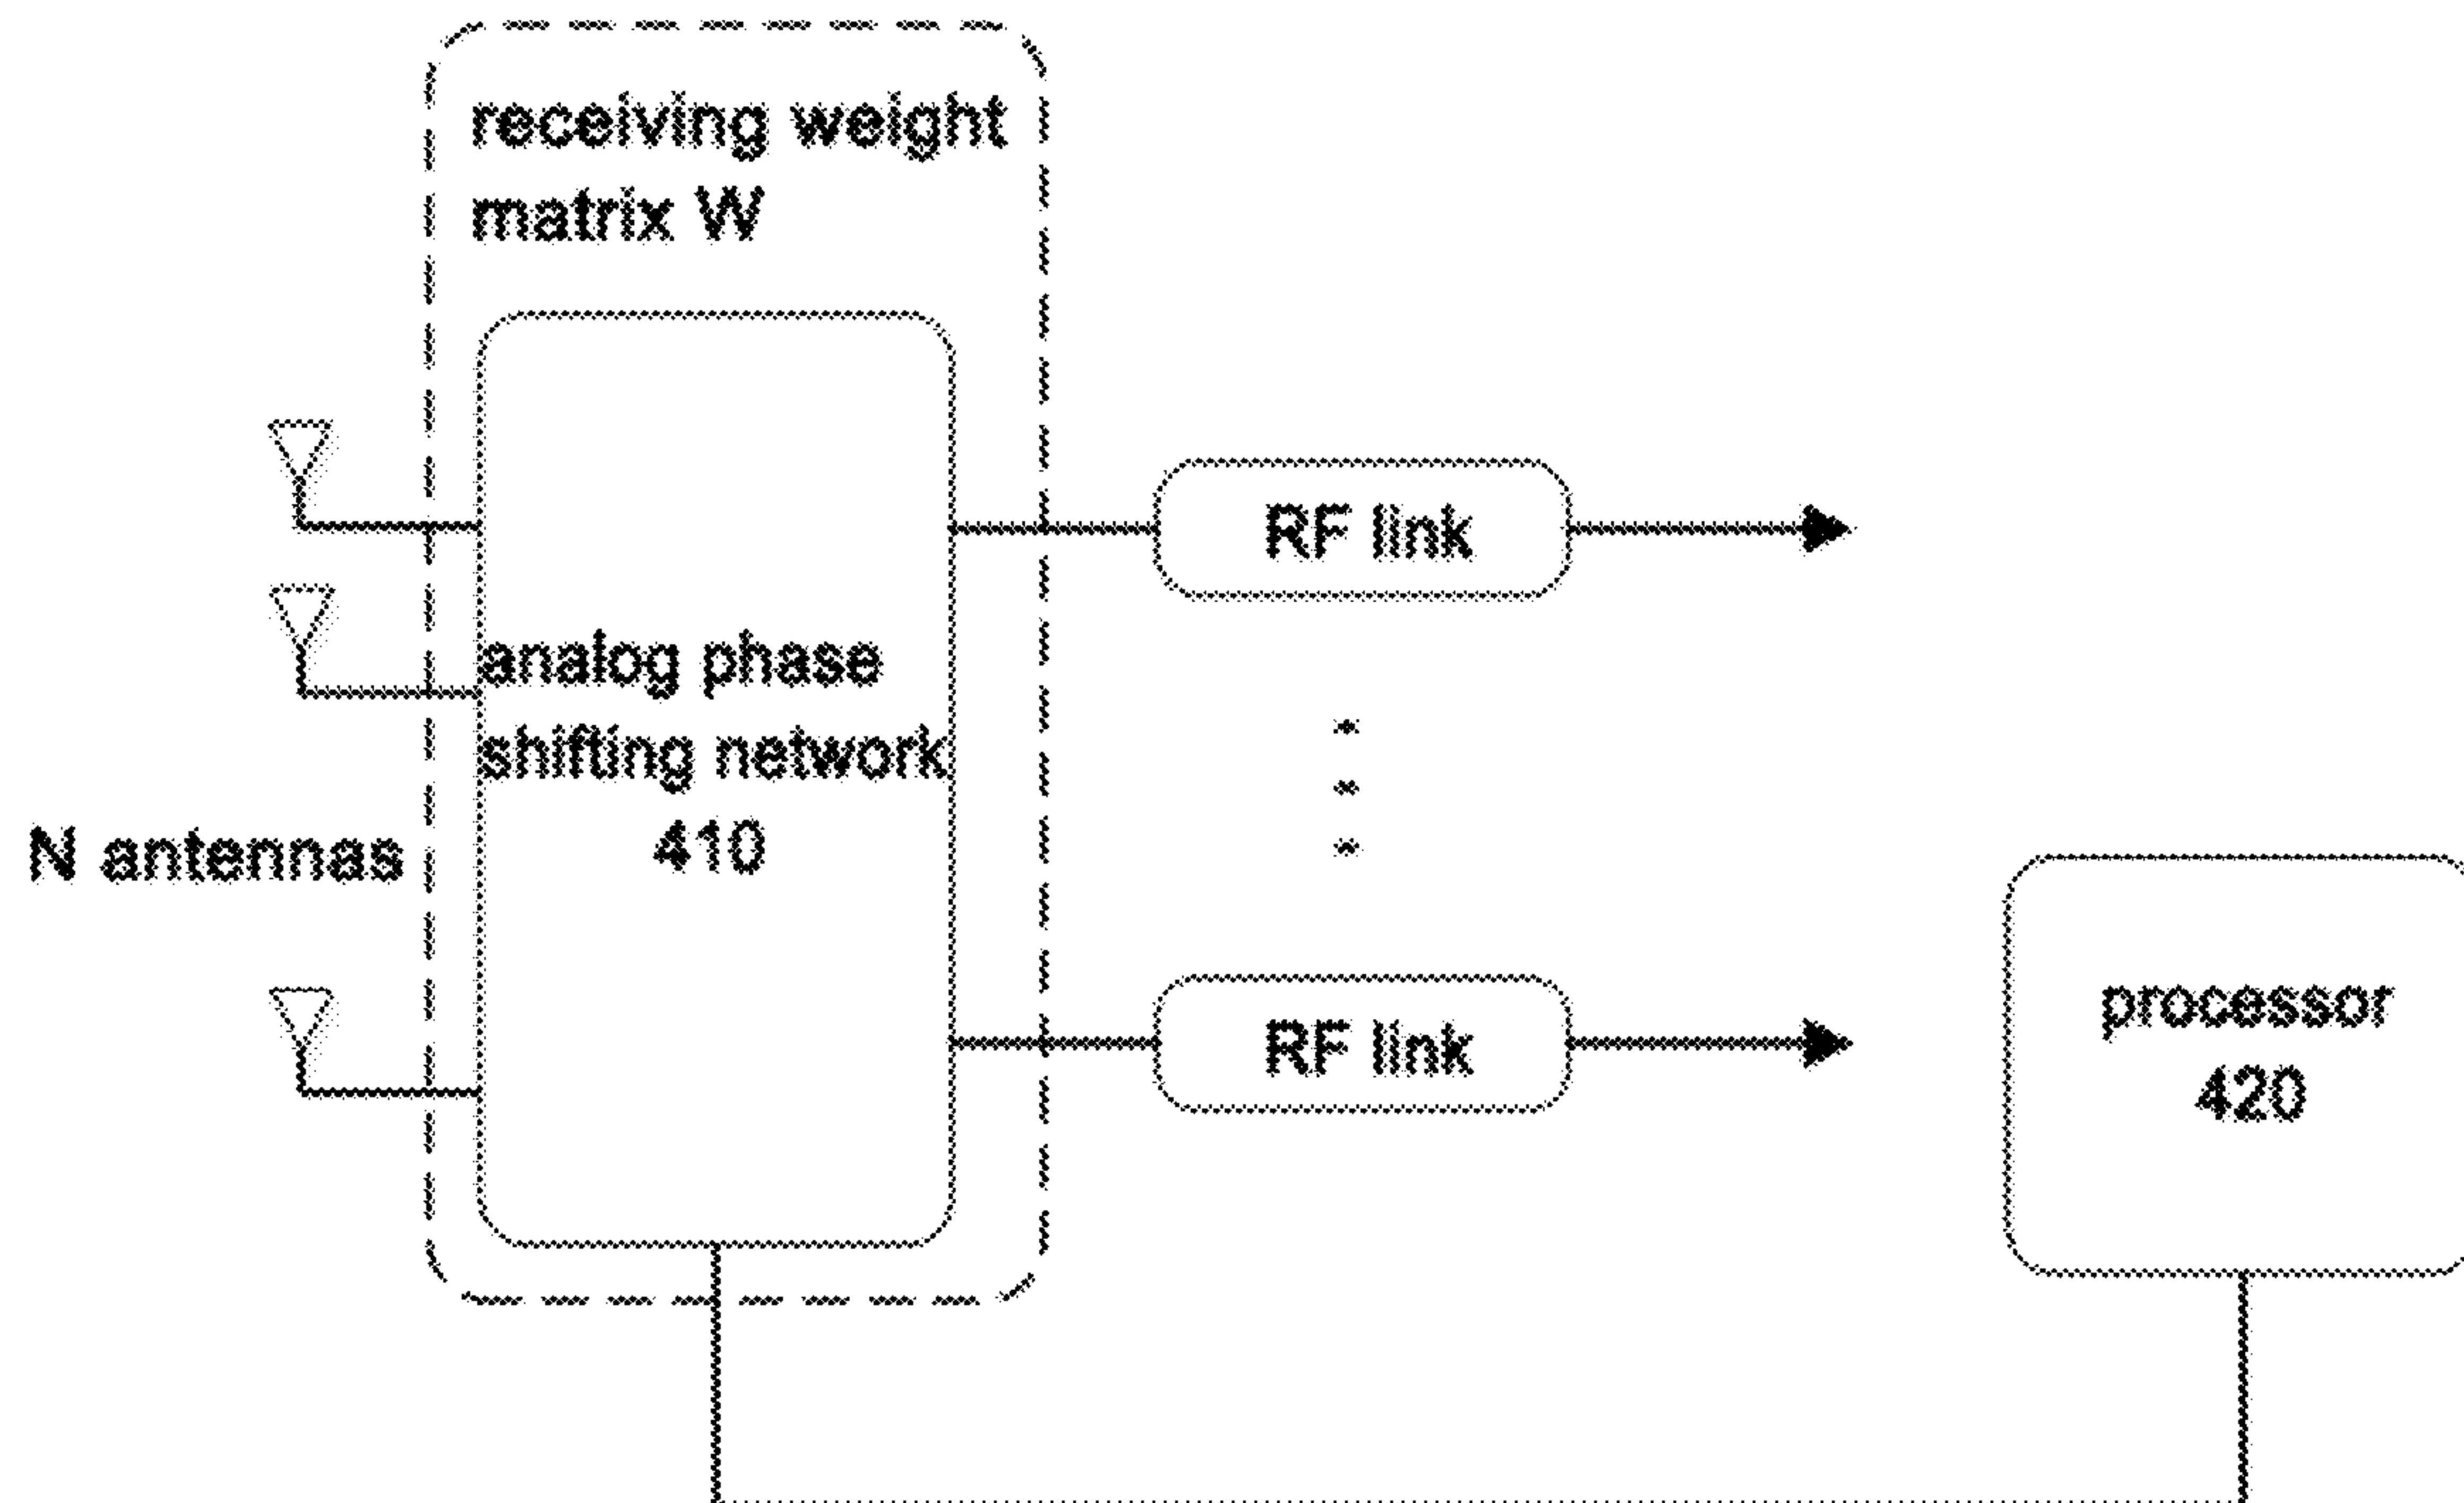 receiving weight
matrix W
RF link
analog phase
shifting network
410
N antennas
RF link
processor
420